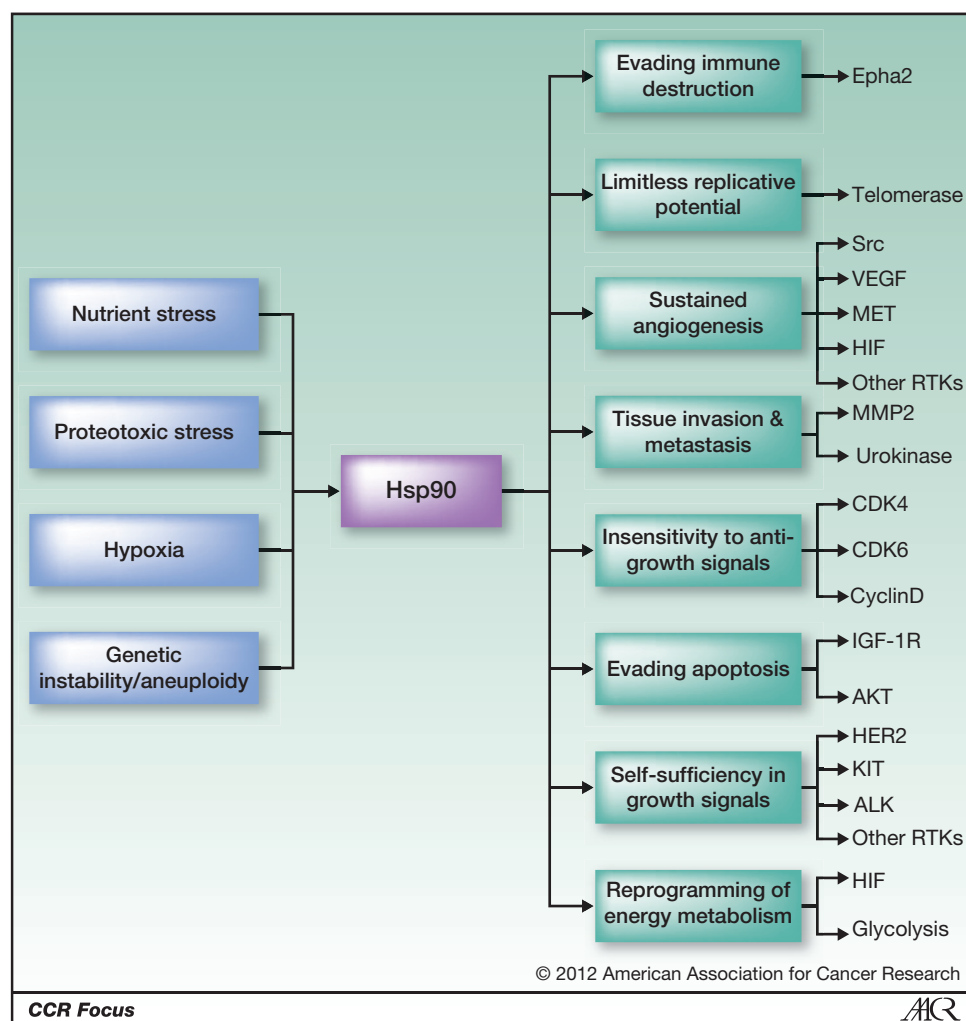 Nutrient stress
Proteotoxic stress
Hypoxia
Genetic
instability/aneuploidy
Hsp90
Evading immune
destruction
Epha2
Limitless replicative
potential
Telomerase
Sustained
angiogenesis
Src
VEGF
MET
HIF
Other RTKs
Tissue invasion &
metastasis
MMP2
Urokinase
Insensitivity to anti-
growth signals
CDK4
CDK6
CyclinD
Evading apoptosis
IGF-1R
AKT
Self-sufficiency in
growth signals
HER2
KIT
ALK
Other RTKs
Reprogramming of
energy metabolism
HIF
Glycolysis
© 2012 American Association for Cancer Research
CCR Focus
AACR